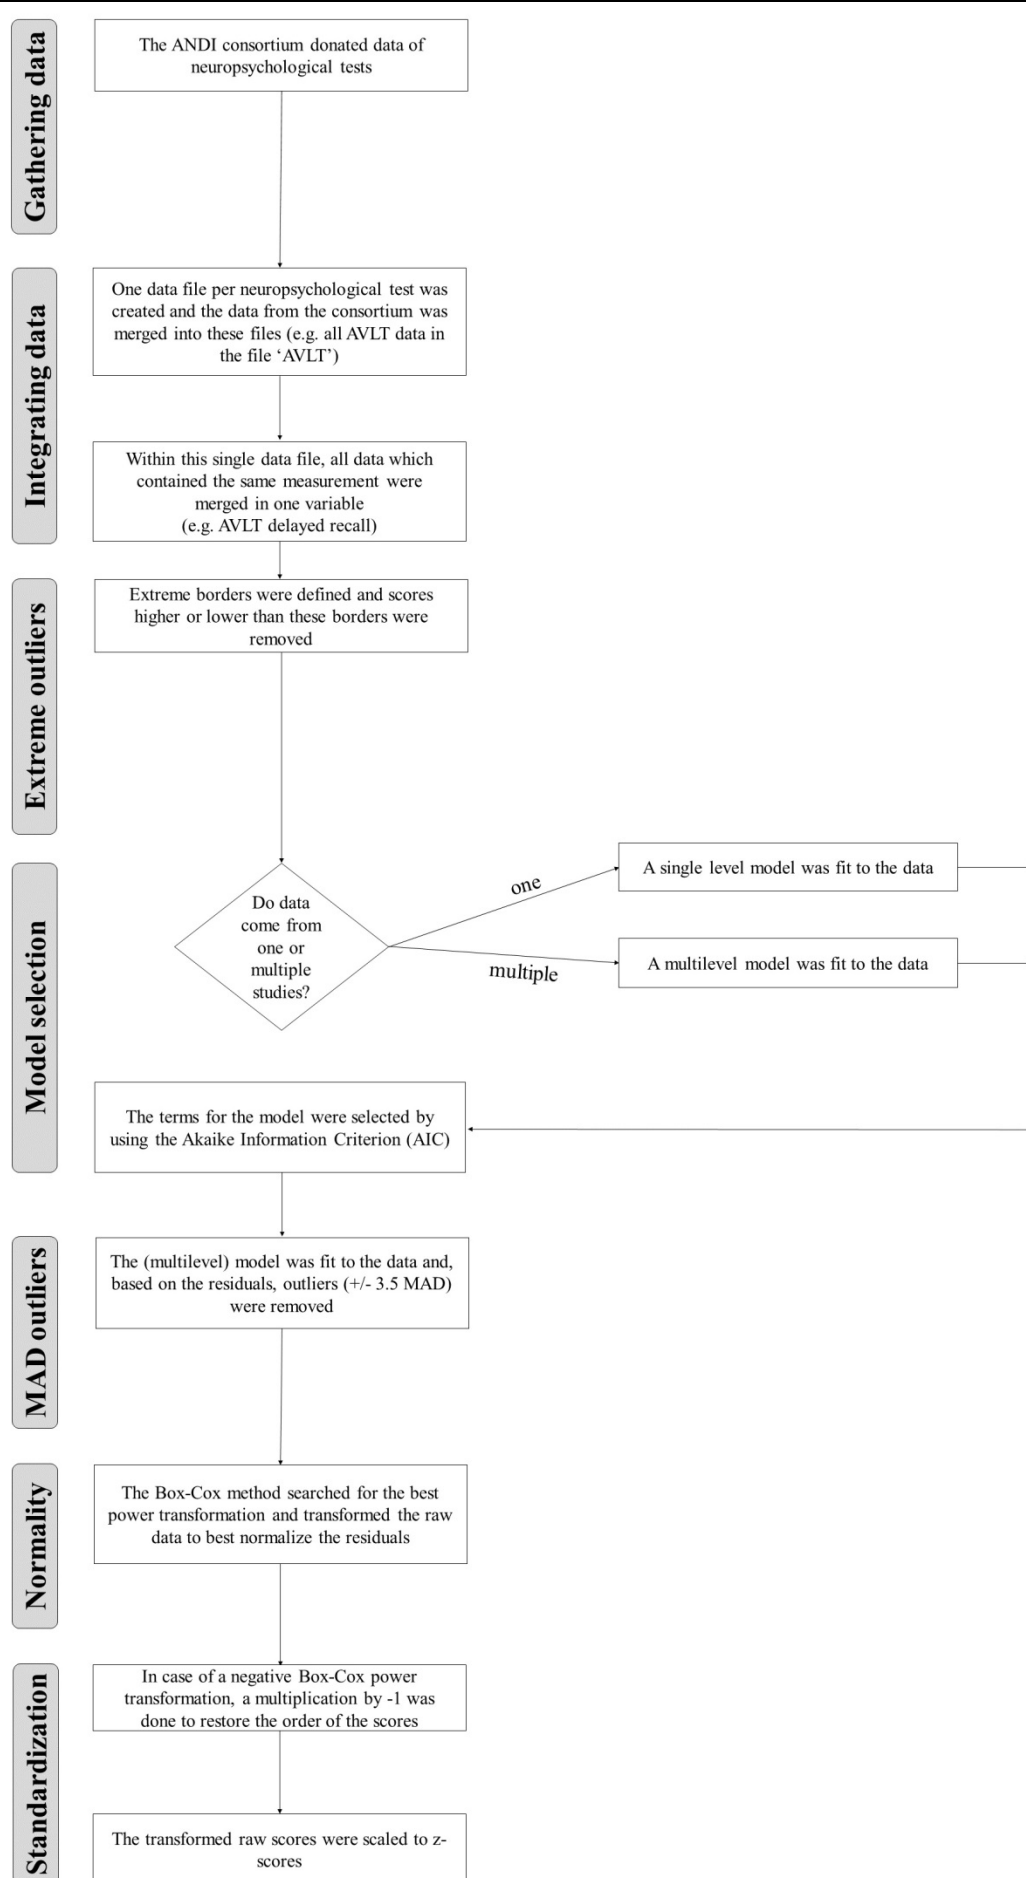 Gathering data
The ANDI consortium donated data of
neuropsychological tests
Integrating data
One data file per neuropsychological test was
created and the data from the consortium was
merged into these files (e.g. all AVLT data in
the file ‘AVLT’)
Within this single data file, all data which
contained the same measurement were
merged in one variable
(e.g. AVLT delayed recall)
Extreme outliers
Extreme borders were defined and scores
higher or lower than these borders were
removed
Model selection
Do data
come from
one or
multiple
studies?
one
A single level model was fit to the data
multiple
A multilevel model was fit to the data
The terms for the model were selected by
using the Akaike Information Criterion (AIC)
MAD outliers
The (multilevel) model was fit to the data and,
based on the residuals, outliers (+/- 3.5 MAD)
were removed
Normality
The Box-Cox method searched for the best
power transformation and transformed the raw
data to best normalize the residuals
Standardization
In case of a negative Box-Cox power
transformation, a multiplication by -1 was
done to restore the order of the scores
The transformed raw scores were scaled to z-
scores